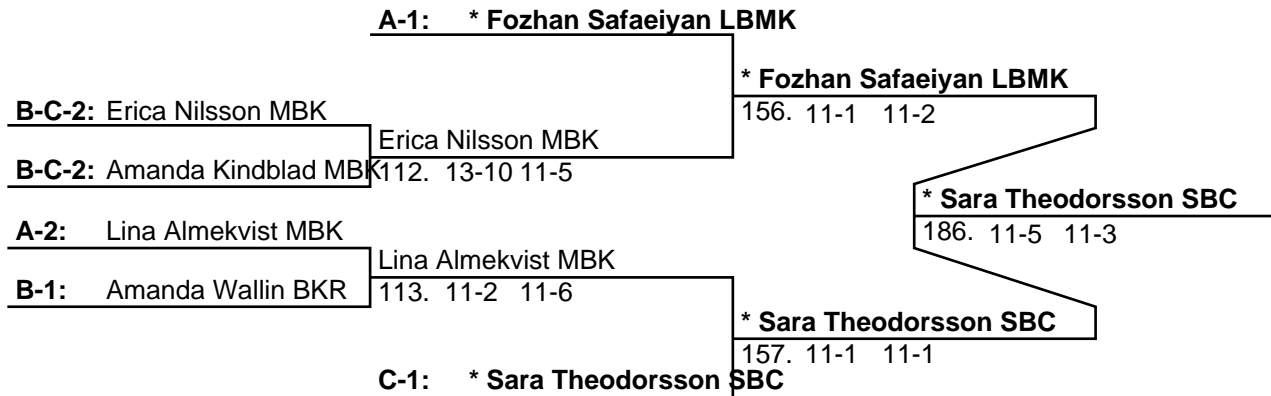 A-1: * Fozhan Safaeiyan LBMK
* Fozhan Safaeiyan LBMK
156. 11-1 11-2
B-C-2: Erica Nilsson MBK
Erica Nilsson MBK
112. 13-10 11-5
B-C-2: Amanda Kindblad MBK
* Sara Theodorsson SBC
186. 11-5 11-3
A-2: Lina Almekvist MBK
Lina Almekvist MBK
113. 11-2 11-6
B-1: Amanda Wallin BKR
* Sara Theodorsson SBC
157. 11-1 11-1
C-1: * Sara Theodorsson SBC